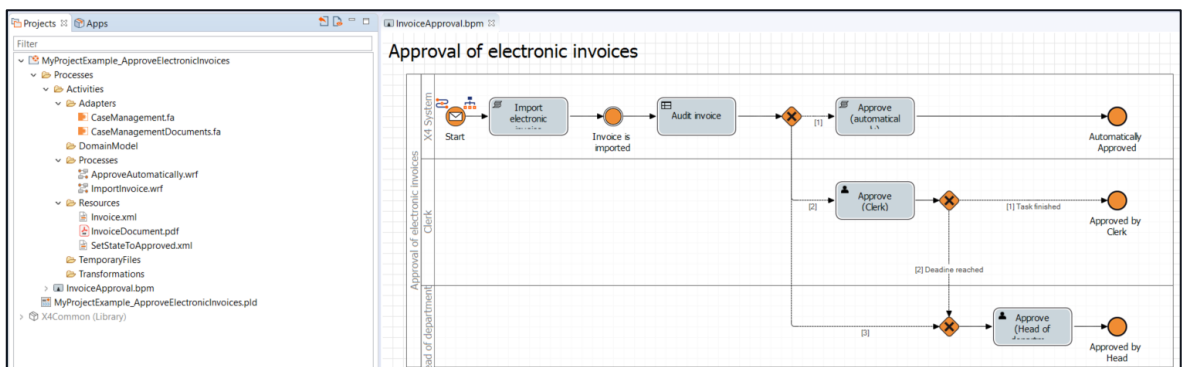 Projects
Apps
Filter
MyProjectExample_ApproveElectronicInvoices
Processes
Activities
Adapters
CaseManagement.fa
CaseManagementDocuments.fa
DomainModel
Processes
ApproveAutomatically.wrf
ImportInvoice.wrf
Resources
Invoice.xml
InvoiceDocument.pdf
SetStateToApproved.xml
TemporaryFiles
Transformations
InvoiceApproval.bpm
MyProjectExample_ApproveElectronicInvoices.pld
X4Common (Library)
InvoiceApproval.bpm
Approval of electronic invoices
Approval of electronic invoices
X4 System
Start
Import
electronic
Invoice is
imported
Audit invoice
[1]
Approve
(automatical
Automatically
Approved
Clerk
[2]
Approve
(Clerk)
[1] Task finished
Approved by
Clerk
[2] Deadine reached
ead of department
[3]
Approve
(Head of
Approved by
Head